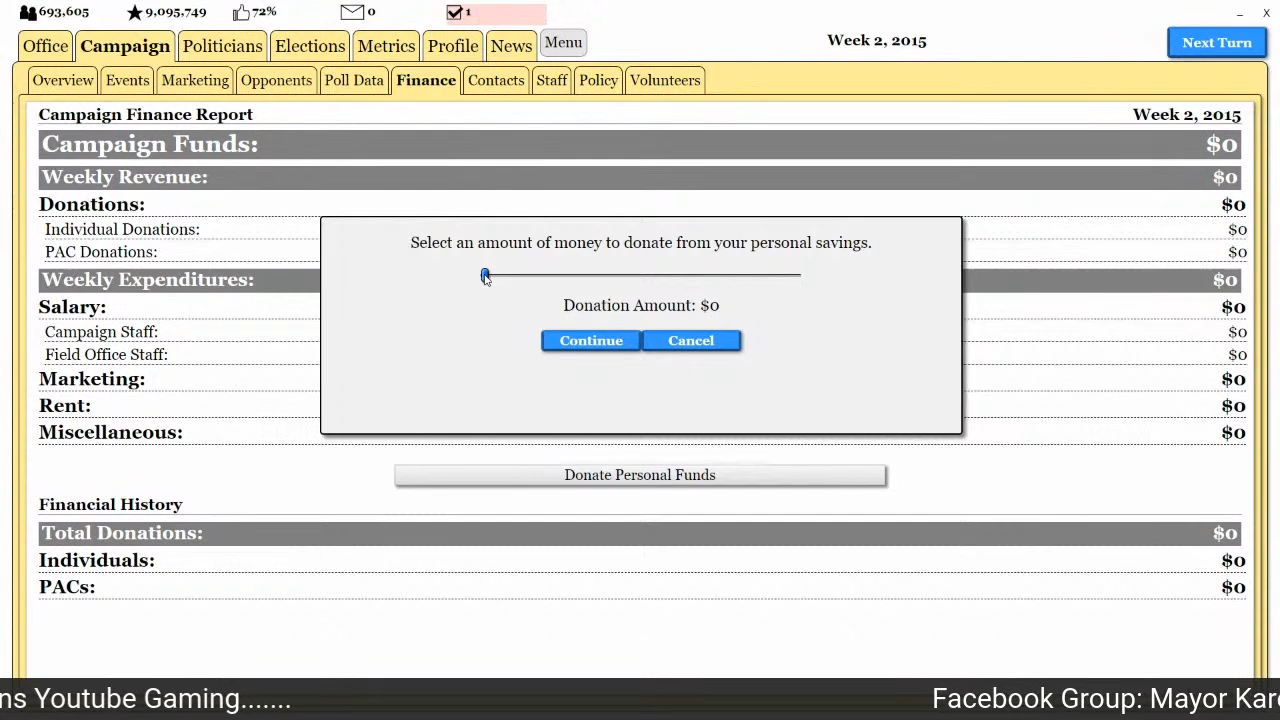 693,605 9,095,749 72% 0 1
Office Campaign Politicians Elections Metrics Profile News Menu Week 2, 2015 Next Turn
Overview Events Marketing Opponents Poll Data Finance Contacts Staff Policy Volunteers
Campaign Finance Report Week 2, 2015
Campaign Funds: $0
Weekly Revenue: $0
Donations: $0
Individual Donations: $0
PAC Donations: $0
Weekly Expenditures: $0
Salary: $0
Campaign Staff: $0
Field Office Staff: $0
Marketing: $0
Rent: $0
Miscellaneous: $0
Select an amount of money to donate from your personal savings.
Donation Amount: $0
Continue Cancel
Donate Personal Funds
Financial History
Total Donations: $0
Individuals: $0
PACs: $0
ns Youtube Gaming....... Facebook Group: Mayor Kar